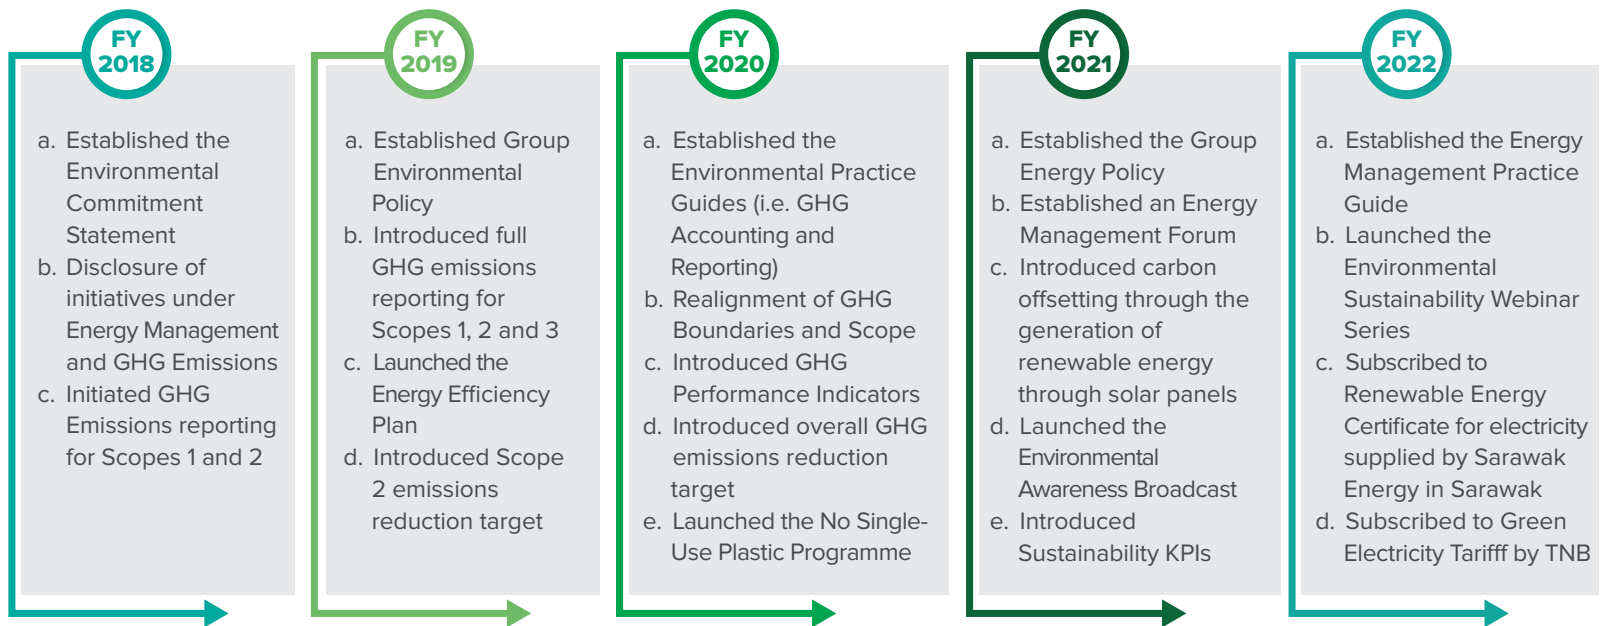 FY
2018
a. Established the
Environmental
Commitment
Statement
b. Disclosure of
initiatives under
Energy Management
and GHG Emissions
c. Initiated GHG
Emissions reporting
for Scopes 1 and 2
FY
2019
a. Established Group
Environmental
Policy
b. Introduced full
GHG emissions
reporting for
Scopes 1, 2 and 3
c. Launched the
Energy Efficiency
Plan
d. Introduced Scope
2 emissions
reduction target
FY
2020
a. Established the
Environmental Practice
Guides (i.e. GHG
Accounting and
Reporting)
b. Realignment of GHG
Boundaries and Scope
c. Introduced GHG
Performance Indicators
d. Introduced overall GHG
emissions reduction
target
e. Launched the No Single-
Use Plastic Programme
FY
2021
a. Established the Group
Energy Policy
b. Established an Energy
Management Forum
c. Introduced carbon
offsetting through the
generation of
renewable energy
through solar panels
d. Launched the
Environmental
Awareness Broadcast
e. Introduced
Sustainability KPIs
FY
2022
a. Established the Energy
Management Practice
Guide
b. Launched the
Environmental
Sustainability Webinar
Series
c. Subscribed to
Renewable Energy
Certificate for electricity
supplied by Sarawak
Energy in Sarawak
d. Subscribed to Green
Electricity Tarifff by TNB